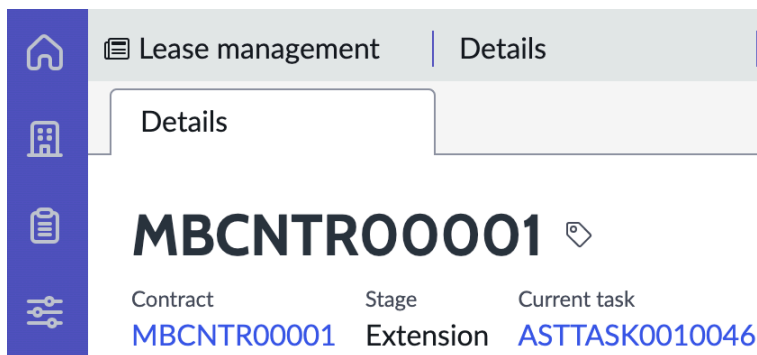 Lease management Details
Details
MBCNTR00001
Contract Stage Current task
MBCNTR00001 Extension ASTTASK0010046